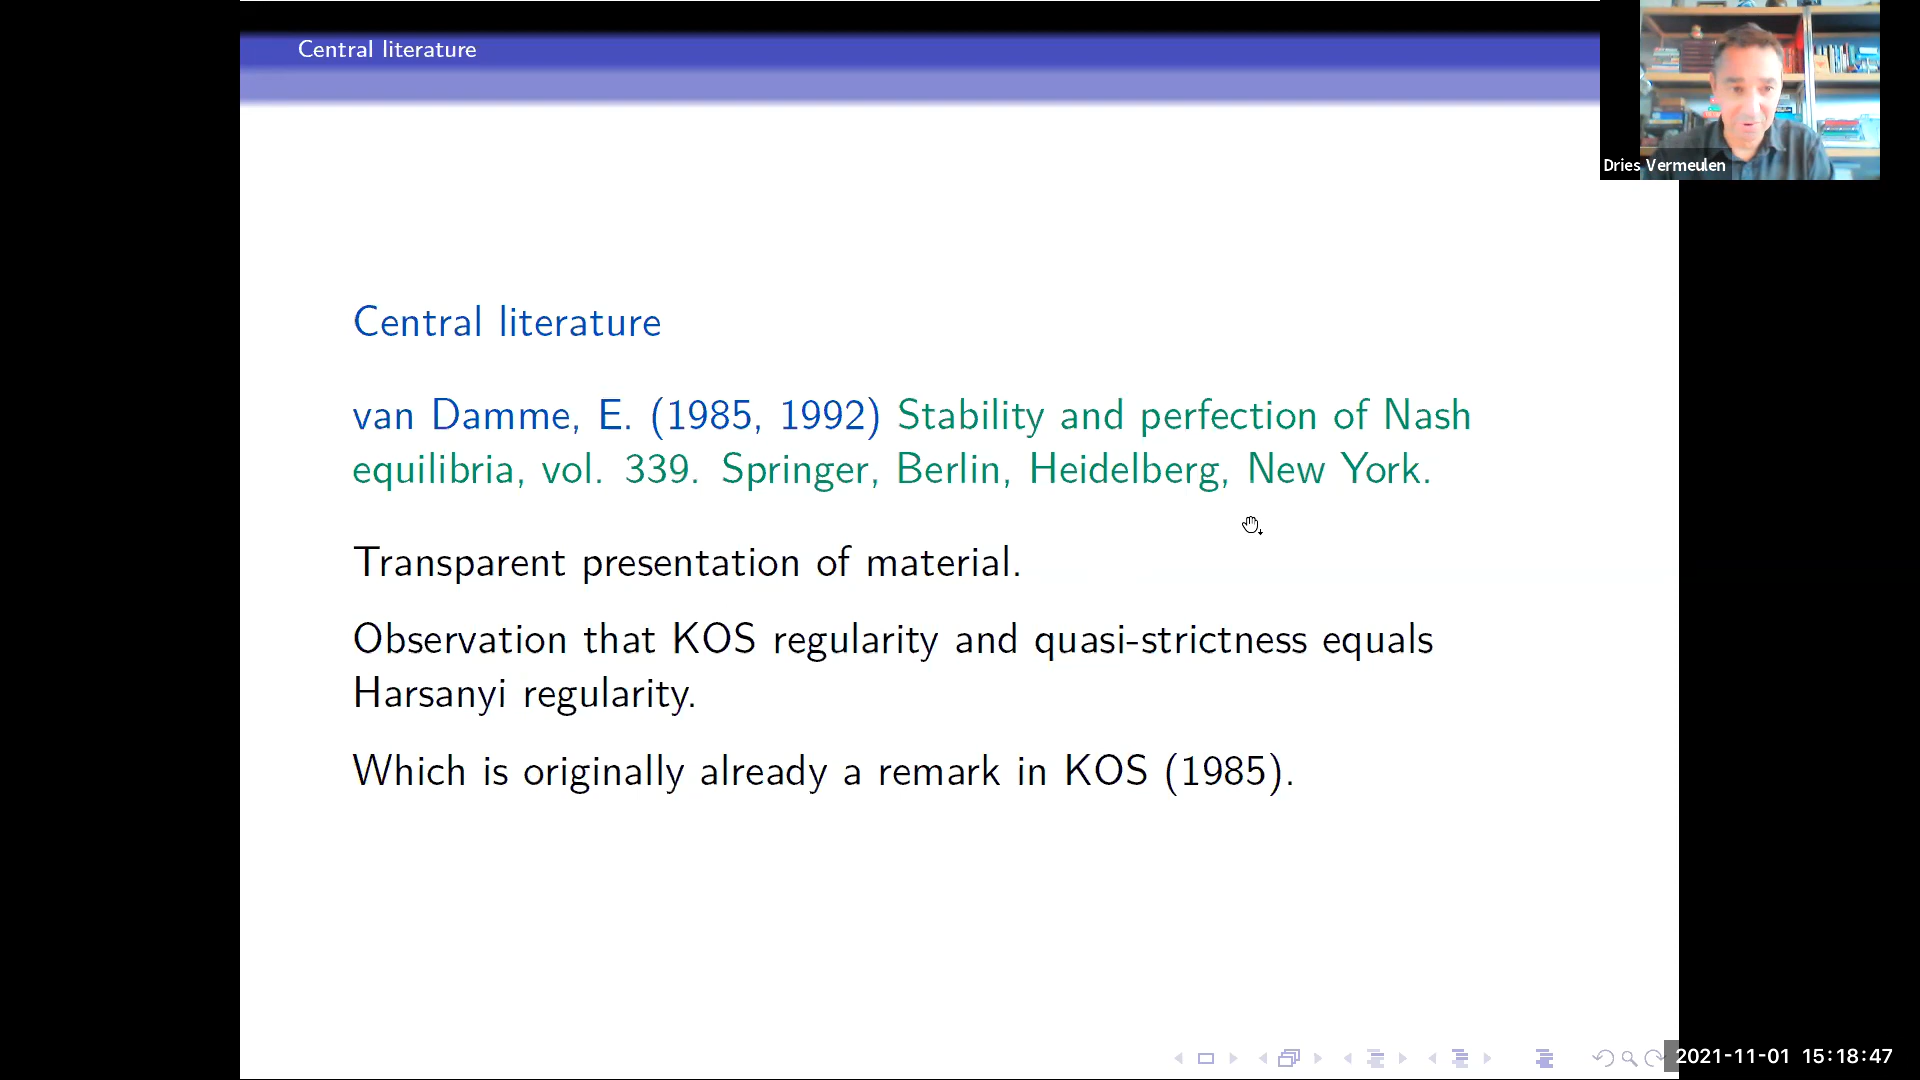 Central literature
Dries Vermeulen
Central literature
van Damme, E. (1985, 1992) Stability and perfection of Nash
equilibria, vol. 339. Springer, Berlin, Heidelberg, New York.
Transparent presentation of material.
Observation that KOS regularity and quasi-strictness equals
Harsanyi regularity.
Which is originally already a remark in KOS (1985).
2021-11-01 15:18:47